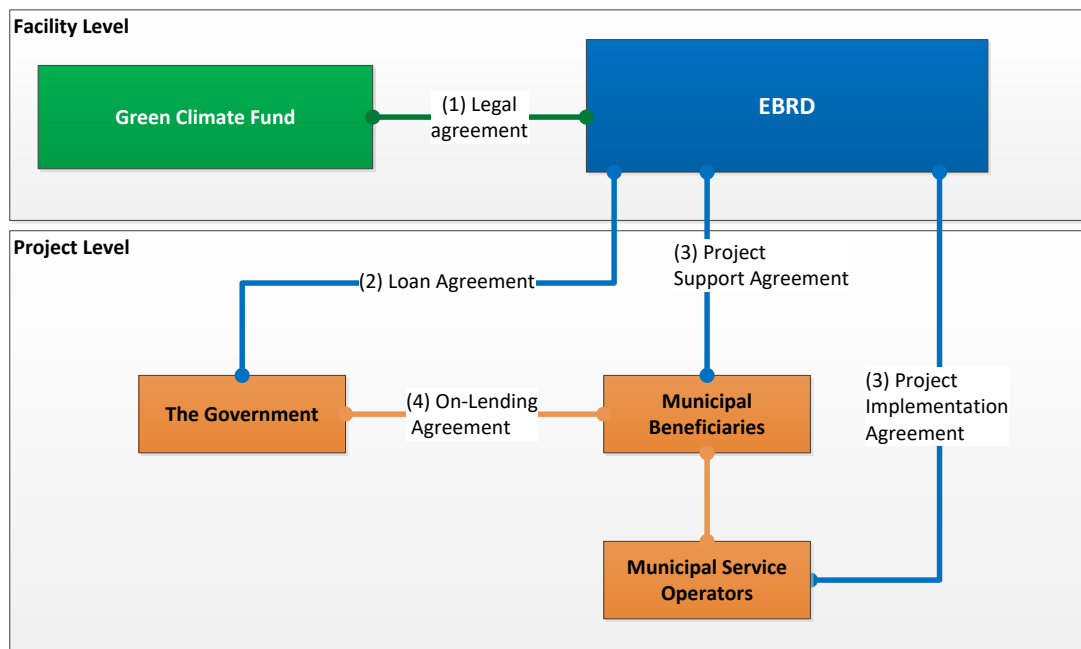 Facility Level
Green Climate Fund
(1) Legal
agreement
EBRD
Project Level
(2) Loan Agreement
(3) Project
Support Agreement
(3) Project
Implementation
Agreement
The Government
(4) On-Lending
Agreement
Municipal
Beneficiaries
Municipal Service
Operators